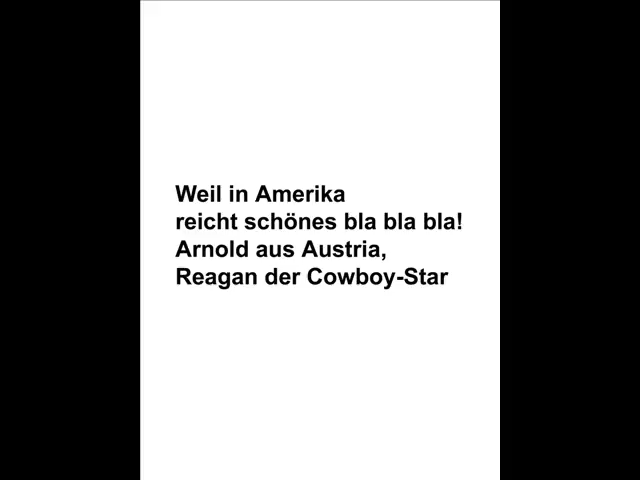 Weil in Amerika
reicht schönes bla bla bla!
Arnold aus Austria,
Reagan der Cowboy-Star